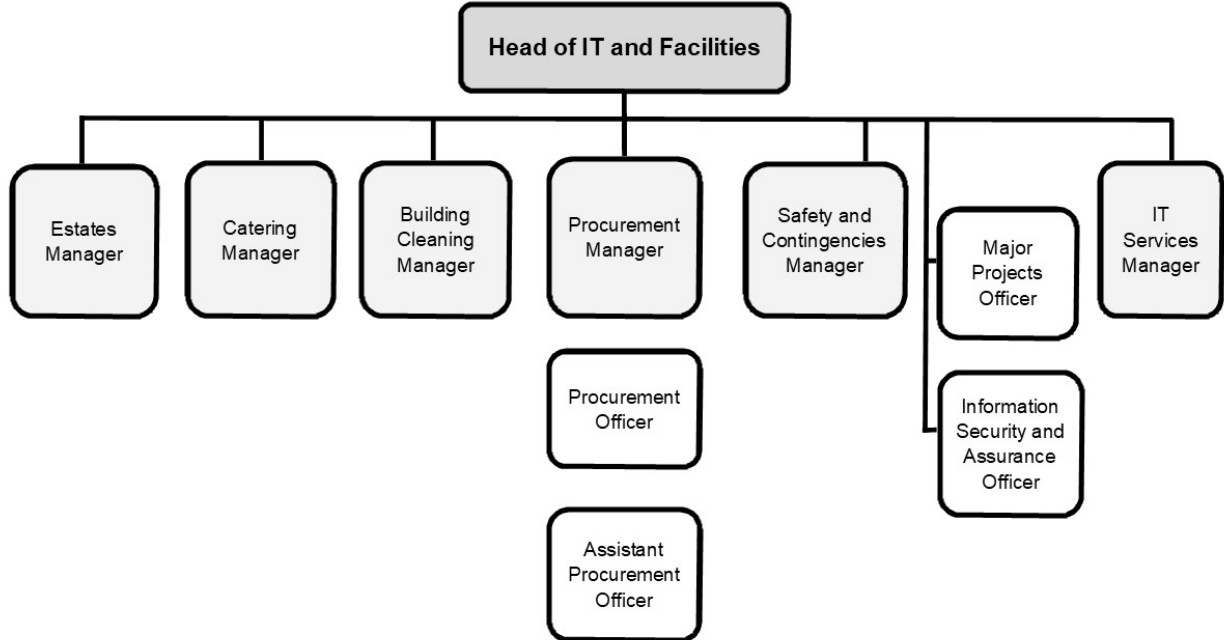 Head of IT and Facilities
Estates
Manager
Catering
Manager
Building
Cleaning
Manager
Procurement
Manager
Safety and
Contingencies
Manager
Major
Projects
Officer
IT
Services
Manager
Procurement
Officer
Information
Security and
Assurance
Officer
Assistant
Procurement
Officer